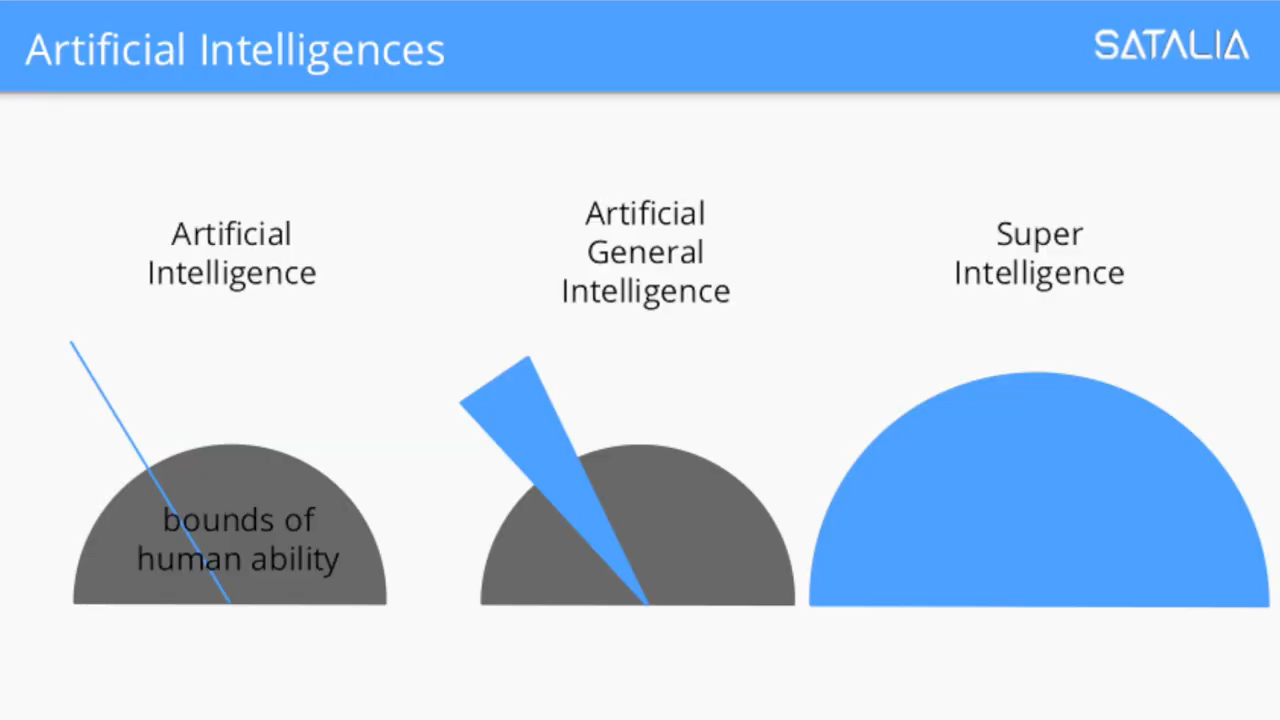 Artificial Intelligences
SATALIA
Artificial
Intelligence
Artificial
General
Intelligence
Super
Intelligence
bounds of
human ability